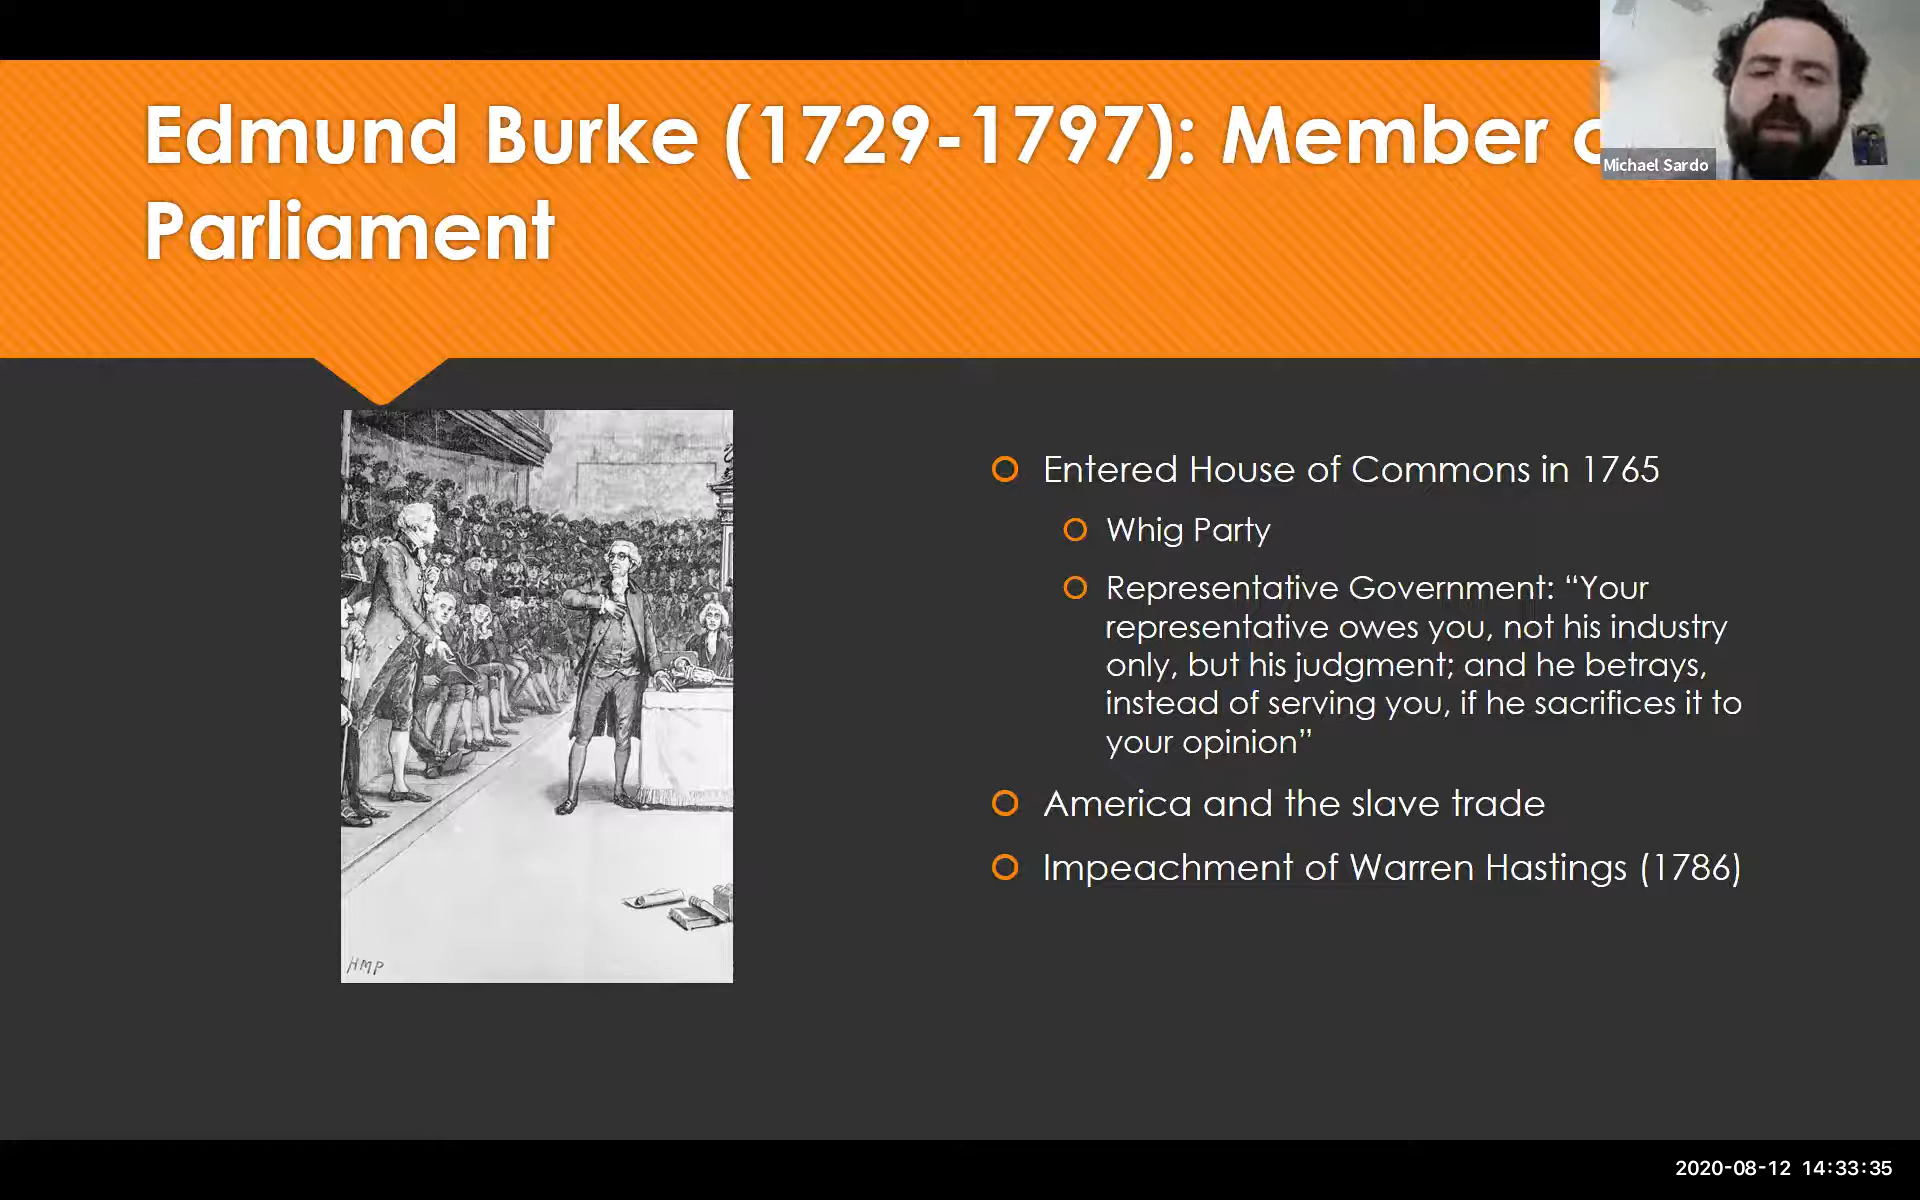 Edmund Burke (1729-1797): Member
Parliament
Michael Sardo
Entered House of Commons in 1765
Whig Party
Representative Government: “Your
representative owes you, not his industry
only, but his judgment; and he betrays,
instead of serving you, if he sacrifices it to
your opinion”
America and the slave trade
Impeachment of Warren Hastings (1786)
HMP
2020-08-12 14:33:35